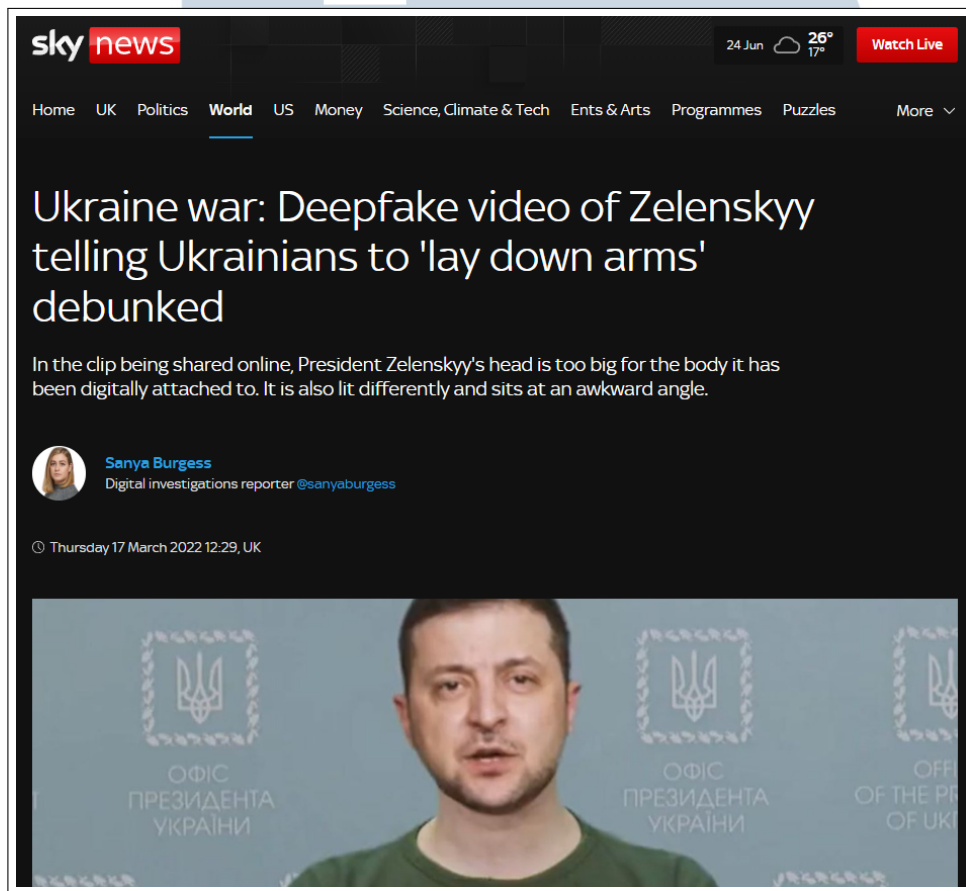 sky news
24 Jun 26° 17°
Watch Live
Home UK Politics World US Money Science, Climate & Tech Ents & Arts Programmes Puzzles More
Ukraine war: Deepfake video of Zelenskyy
telling Ukrainians to 'lay down arms'
debunked
In the clip being shared online, President Zelenskyy's head is too big for the body it has
been digitally attached to. It is also lit differently and sits at an awkward angle.
Sanya Burgess
Digital investigations reporter @sanyaburgess
Thursday 17 March 2022 12:29, UK
ОФІС
ПРЕЗИДЕНТА
УКРАЇНИ
ОФІС
ПРЕЗИДЕНТА
УКРАЇНИ
OFFI
OF THE PR
OF UK